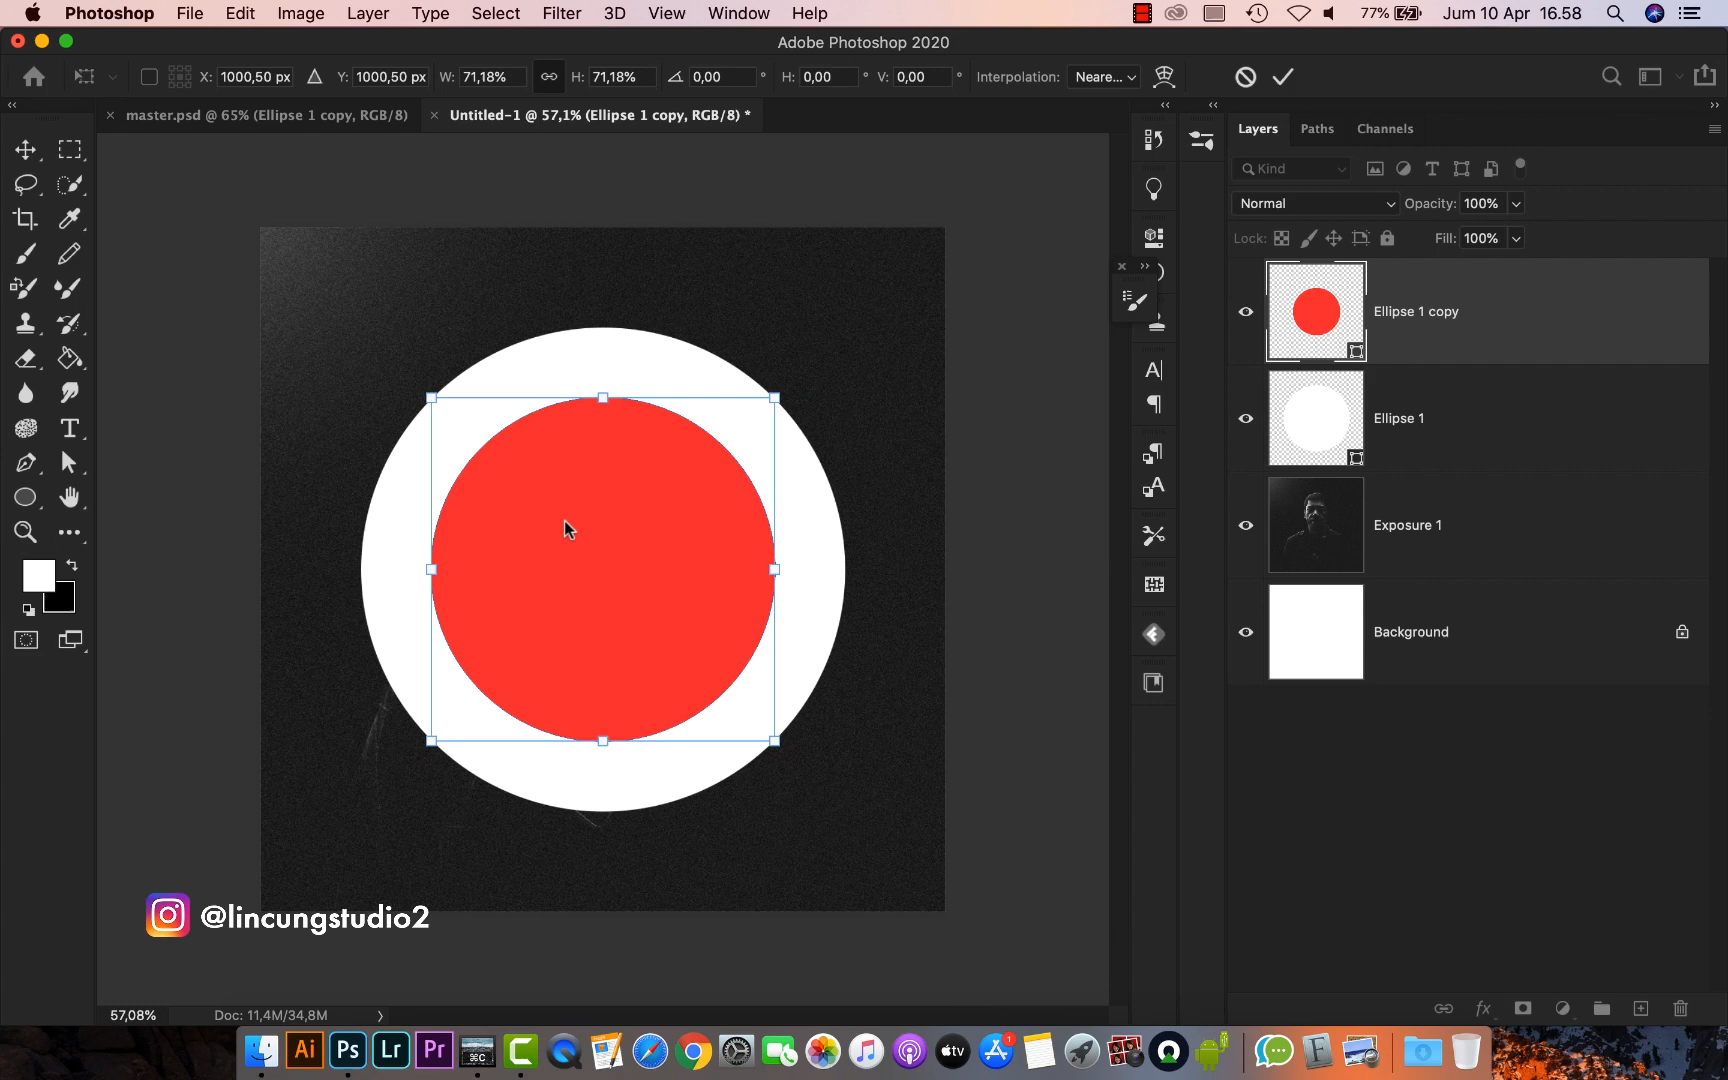 Photoshop File Edit Image Layer Type Select Filter 3D View Window Help 77% Jum 10 Apr 16.58
Adobe Photoshop 2020
X: 1000,50 px Y: 1000,50 px W: 71,18% H: 71,18% 0,00 ° H: 0,00 ° V: 0,00 ° Interpolation: Neare...
master.psd @ 65% (Ellipse 1 copy, RGB/8) Untitled-1 @ 57,1% (Ellipse 1 copy, RGB/8) *
Layers Paths Channels
Kind
Normal Opacity: 100%
Lock: Fill: 100%
Ellipse 1 copy
Ellipse 1
Exposure 1
Background
@lincungstudio2
57,08% Doc: 11,4M/34,8M
Ai Ps Lr Pr ⌘C C tv 1